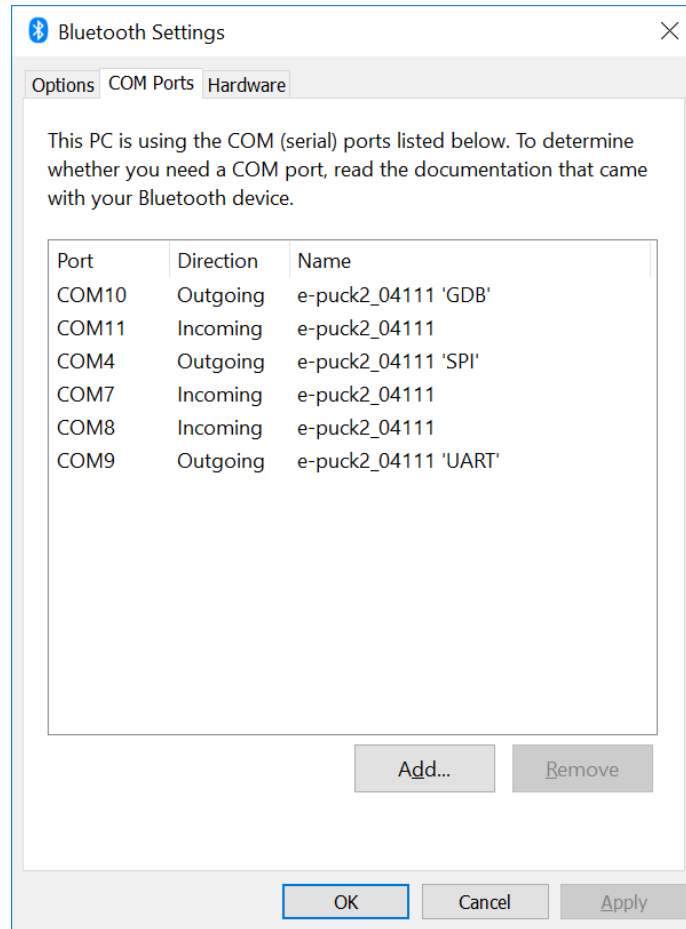 Bluetooth Settings
Options COM Ports Hardware
This PC is using the COM (serial) ports listed below. To determine
whether you need a COM port, read the documentation that came
with your Bluetooth device.
Port Direction Name
COM10 Outgoing e-puck2_04111 'GDB'
COM11 Incoming e-puck2_04111
COM4 Outgoing e-puck2_04111 'SPI'
COM7 Incoming e-puck2_04111
COM8 Incoming e-puck2_04111
COM9 Outgoing e-puck2_04111 'UART'
Add... Remove
OK Cancel Apply